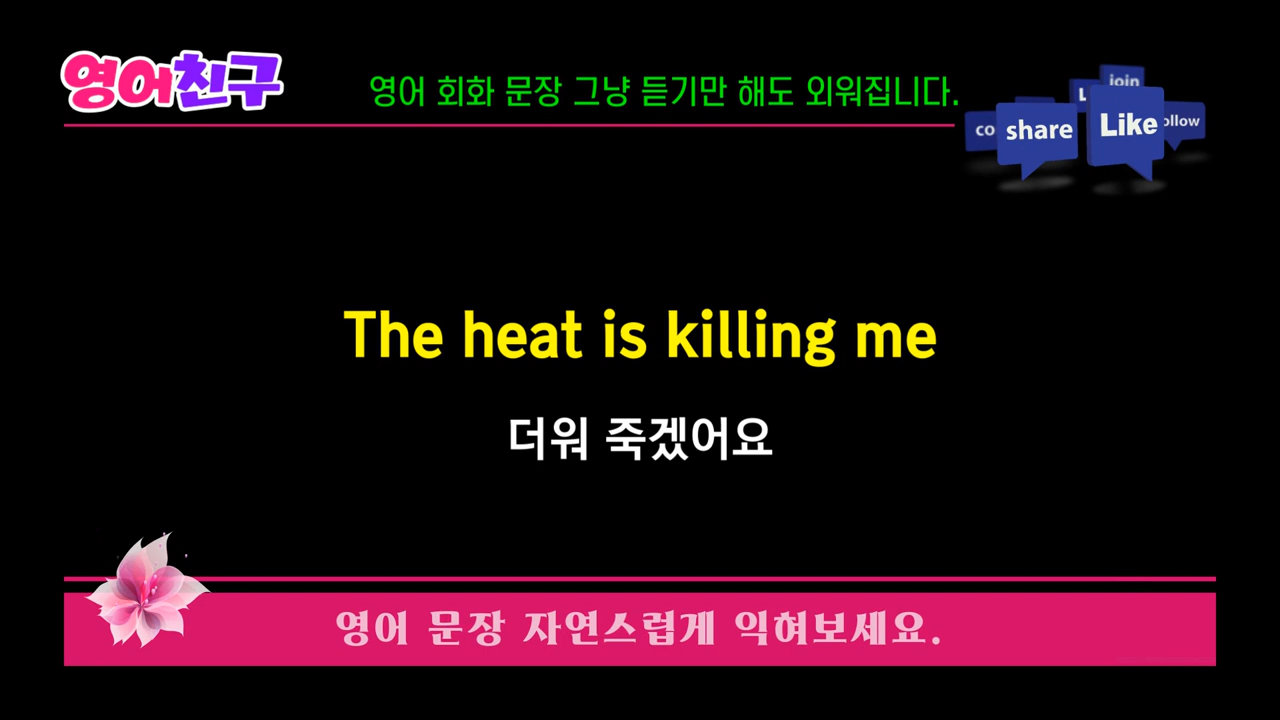 영어친구
영어 회화 문장 그냥 듣기만 해도 외워집니다.
join
share
Like
The heat is killing me
더워 죽겠어요
영어 문장 자연스럽게 익혀보세요.